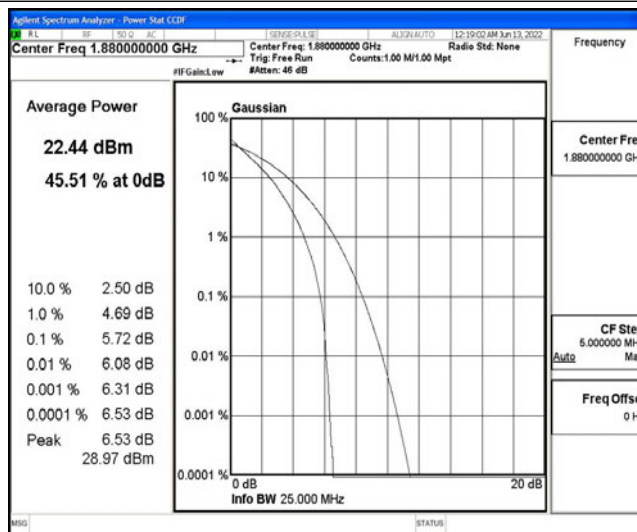 Agilent Spectrum Analyzer - Power Stat CCDF
RL RF 50 Ω AC SENSE:PULSE ALIGN AUTO 12:19:02 AM Jun 13, 2022
Center Freq 1.880000000 GHz
Center Freq: 1.880000000 GHz Radio Std: None
Trig: Free Run Counts:1.00 M/1.00 Mpt
#IFGain:Low #Atten: 46 dB
Frequency
Average Power
22.44 dBm
45.51 % at 0dB
10.0 % 2.50 dB
1.0 % 4.69 dB
0.1 % 5.72 dB
0.01 % 6.08 dB
0.001 % 6.31 dB
0.0001 % 6.53 dB
Peak 6.53 dB
28.97 dBm
Gaussian
100 %
10 %
1 %
0.1 %
0.01 %
0.001 %
0.0001 %
0 dB 20 dB
Info BW 25.000 MHz
Center Fre
1.880000000 GH
CF Ste
5.000000 MH
Auto Ma
Freq Offse
0 H
MSG STATUS